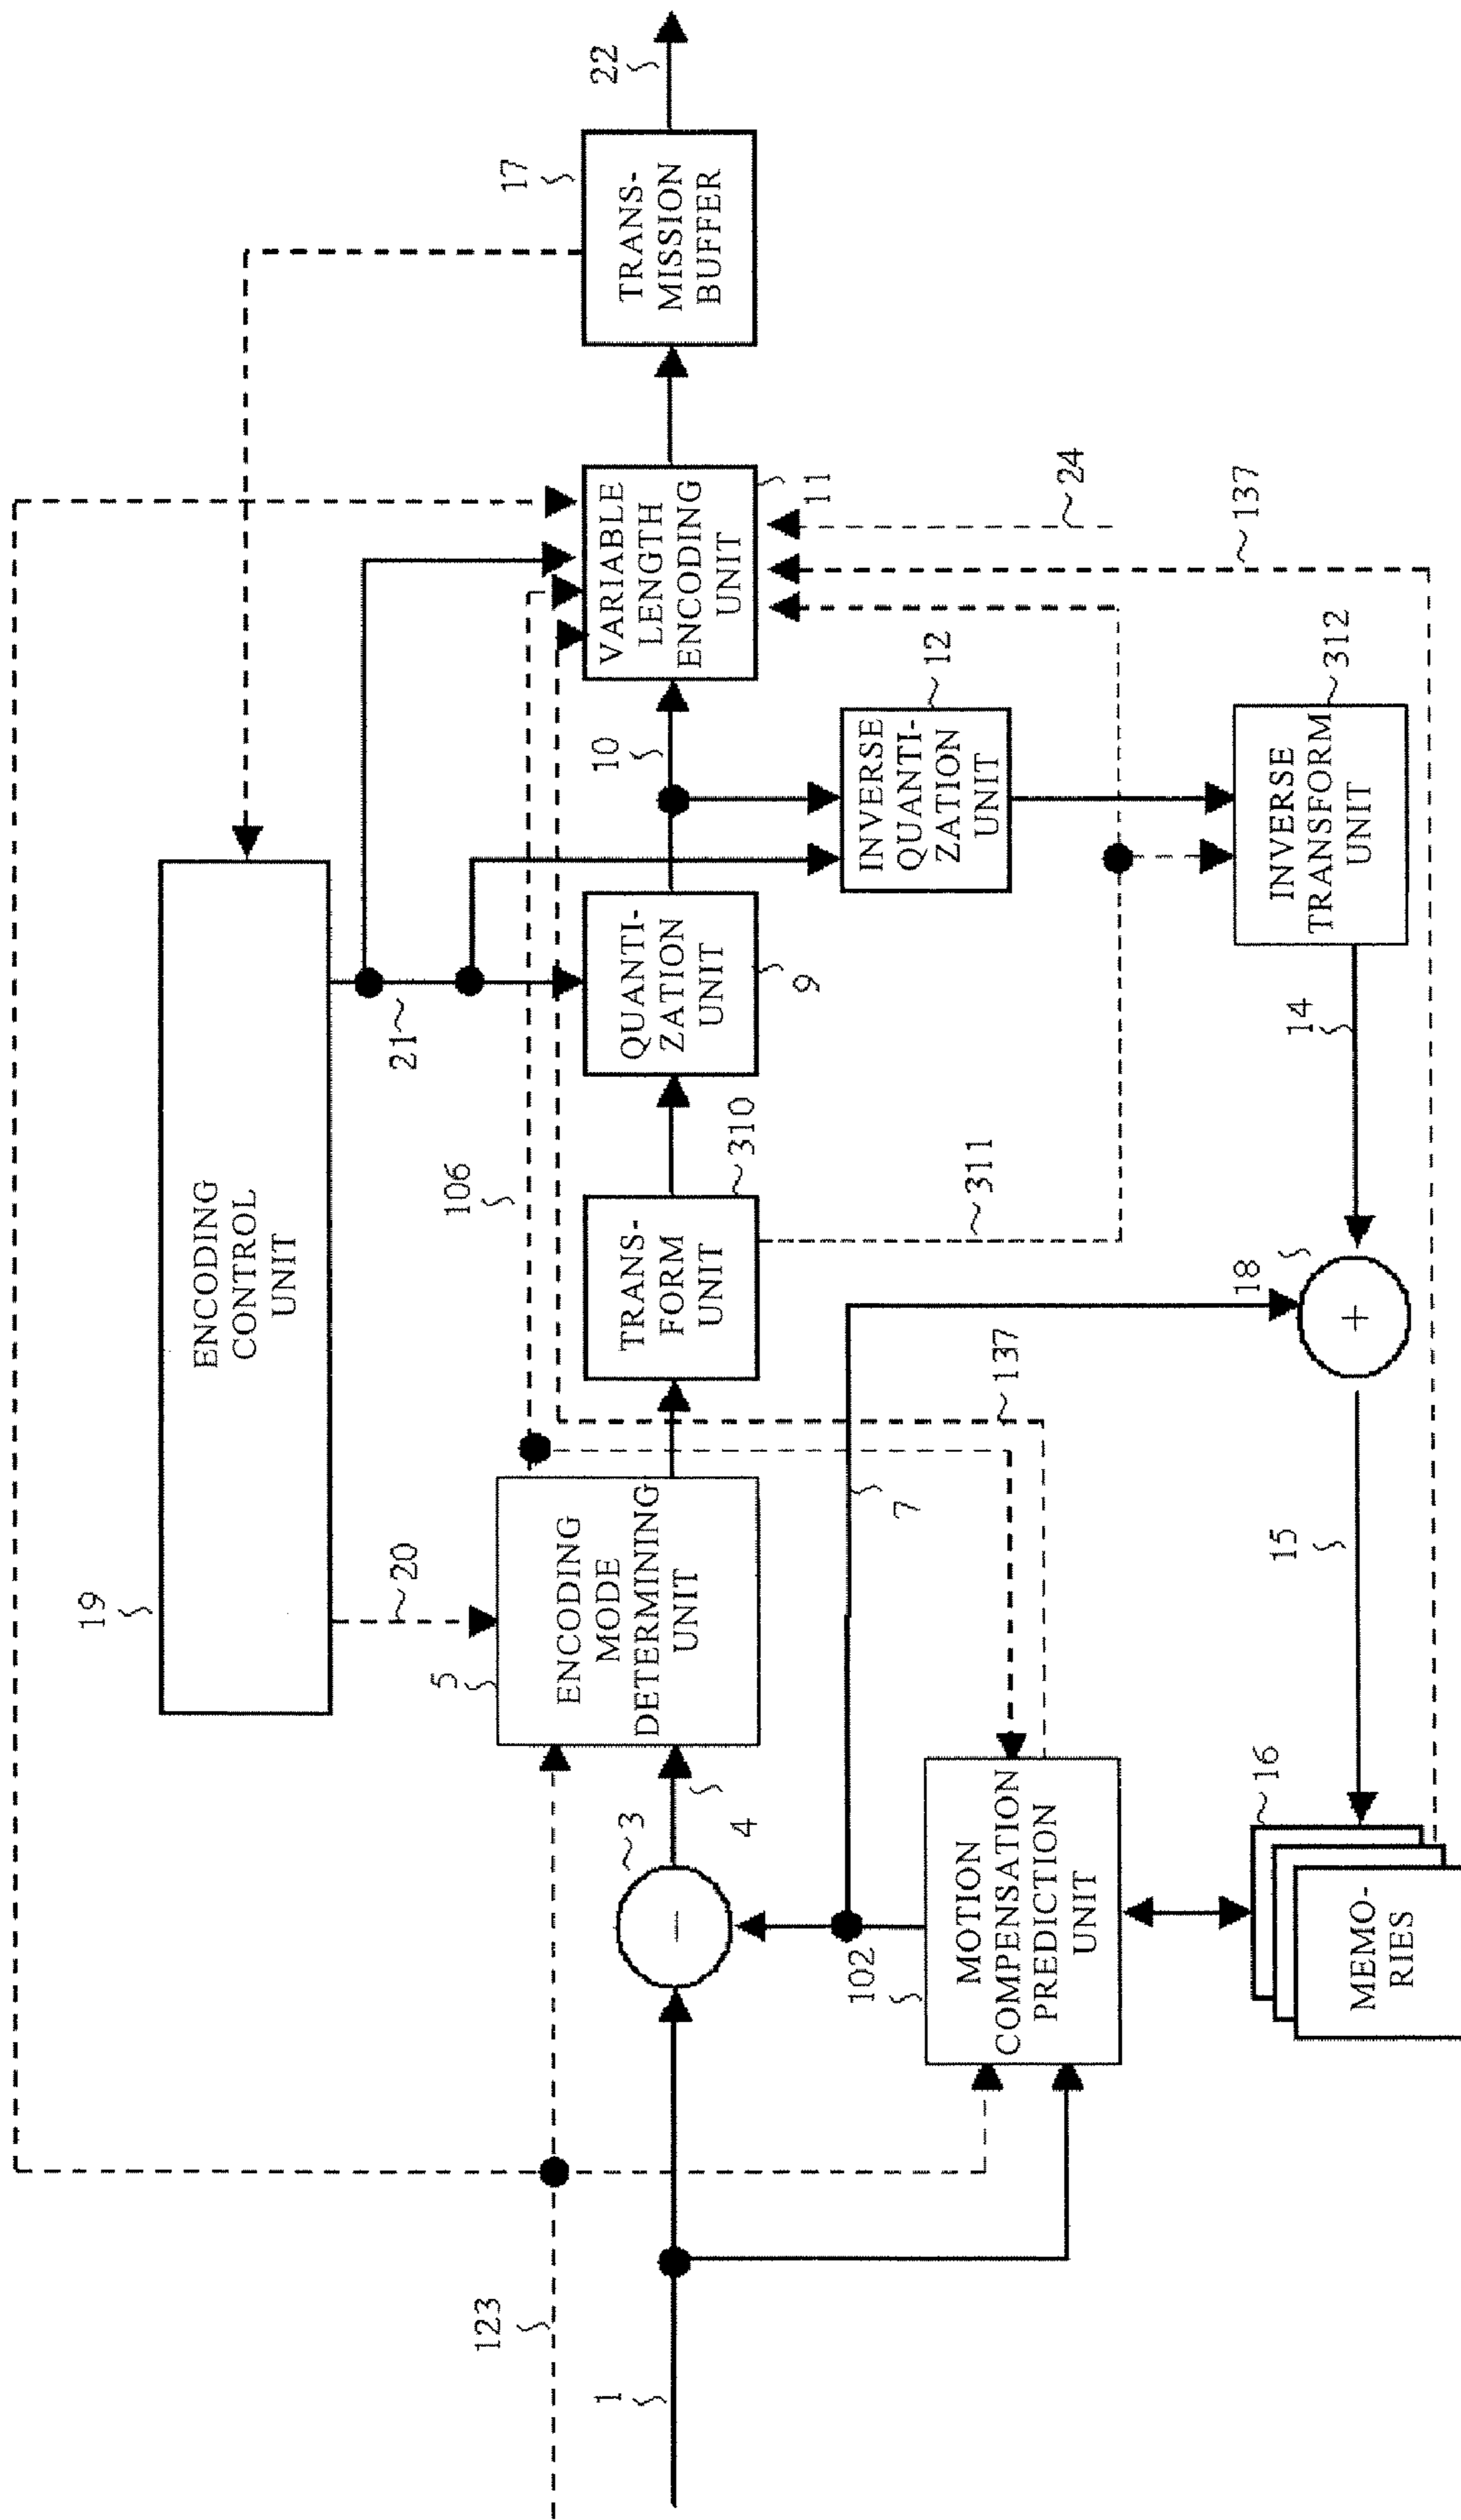 19
ENCODING
CONTROL
UNIT
20
21
106
17
22
TRANS-
MISSION
BUFFER
123
1
3
4
5
ENCODING
MODE
DETERMINING
UNIT
TRANS-
FORM
UNIT
310
QUANTI-
ZATION
UNIT
9
10
VARIABLE
LENGTH
ENCODING
UNIT
11
24
137
102
MOTION
COMPENSATION
PREDICTION
UNIT
7
137
311
INVERSE
QUANTI-
ZATION
UNIT
12
16
MEMO-
RIES
15
18
+
−
14
INVERSE
TRANSFORM
UNIT
312